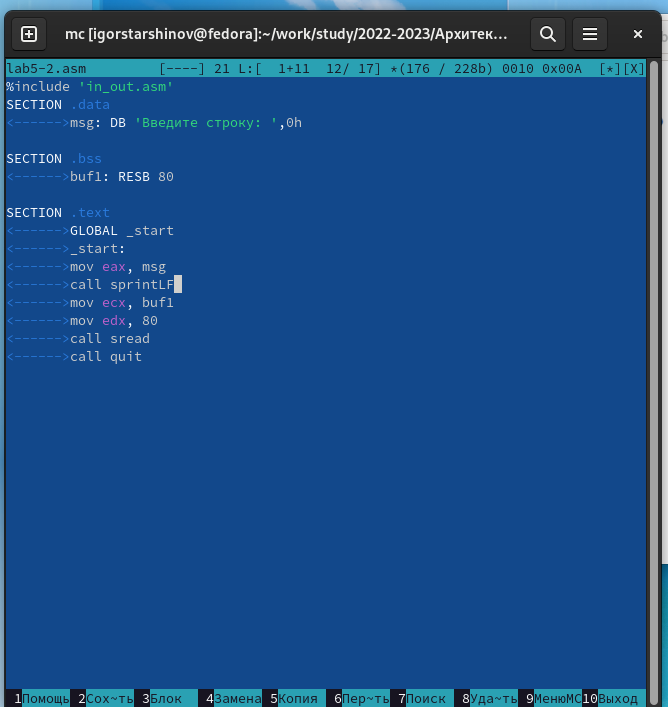 mc [igorstarshinov@fedora]:~/work/study/2022-2023/Архитек…
lab5-2.asm [----] 21 L:[ 1+11 12/ 17] *(176 / 228b) 0010 0x00A [*][X]
%include 'in_out.asm'
SECTION .data
<------>msg: DB 'Введите строку: ',0h
SECTION .bss
<------>buf1: RESB 80
SECTION .text
<------>GLOBAL _start
<------>_start:
<------>mov eax, msg
<------>call sprintLF
<------>mov ecx, buf1
<------>mov edx, 80
<------>call sread
<------>call quit
1Помощь 2Сох~ть 3Блок 4Замена 5Копия 6Пер~ть 7Поиск 8Уда~ть 9МенюMC 10Выход